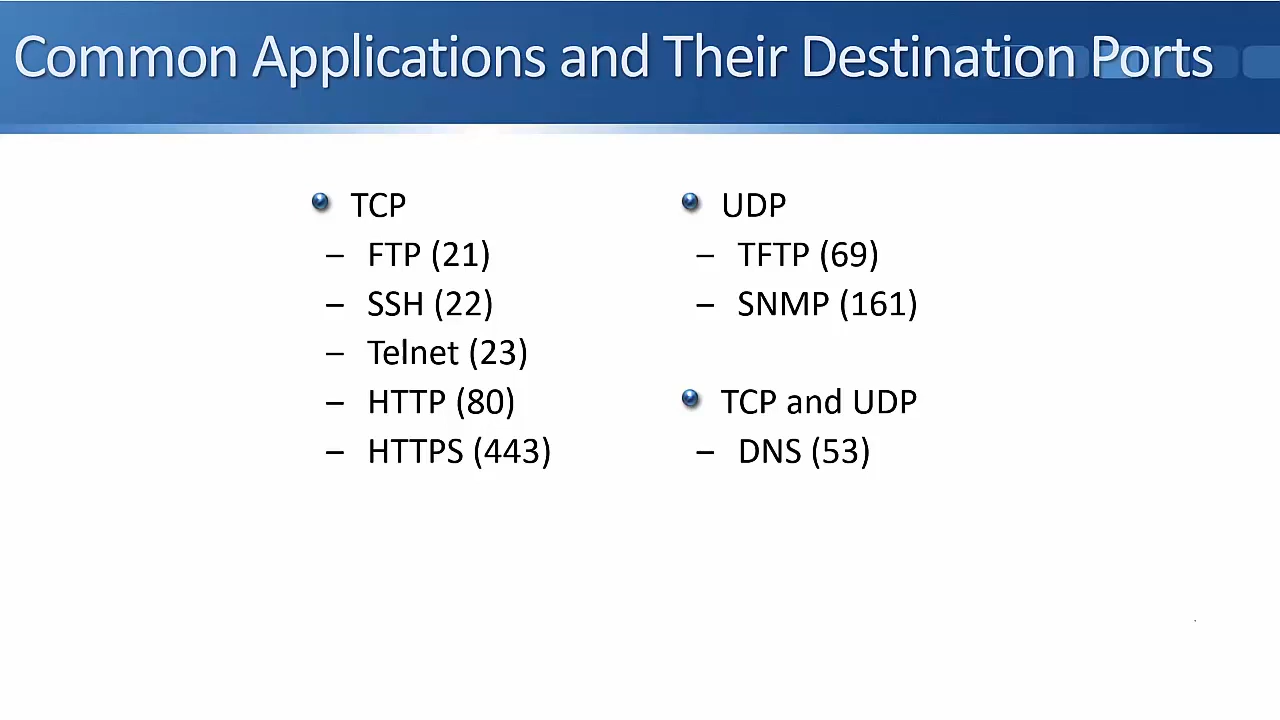 Common Applications and Their Destination Ports
TCP
– FTP (21)
– SSH (22)
– Telnet (23)
– HTTP (80)
– HTTPS (443)
UDP
– TFTP (69)
– SNMP (161)
TCP and UDP
– DNS (53)